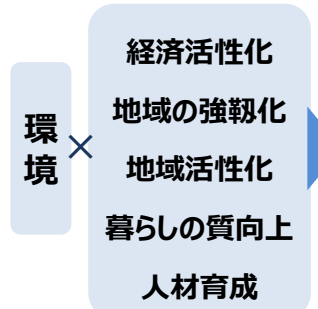 環境
×
経済活性化
地域の強靱化
地域活性化
暮らしの質向上
人材育成